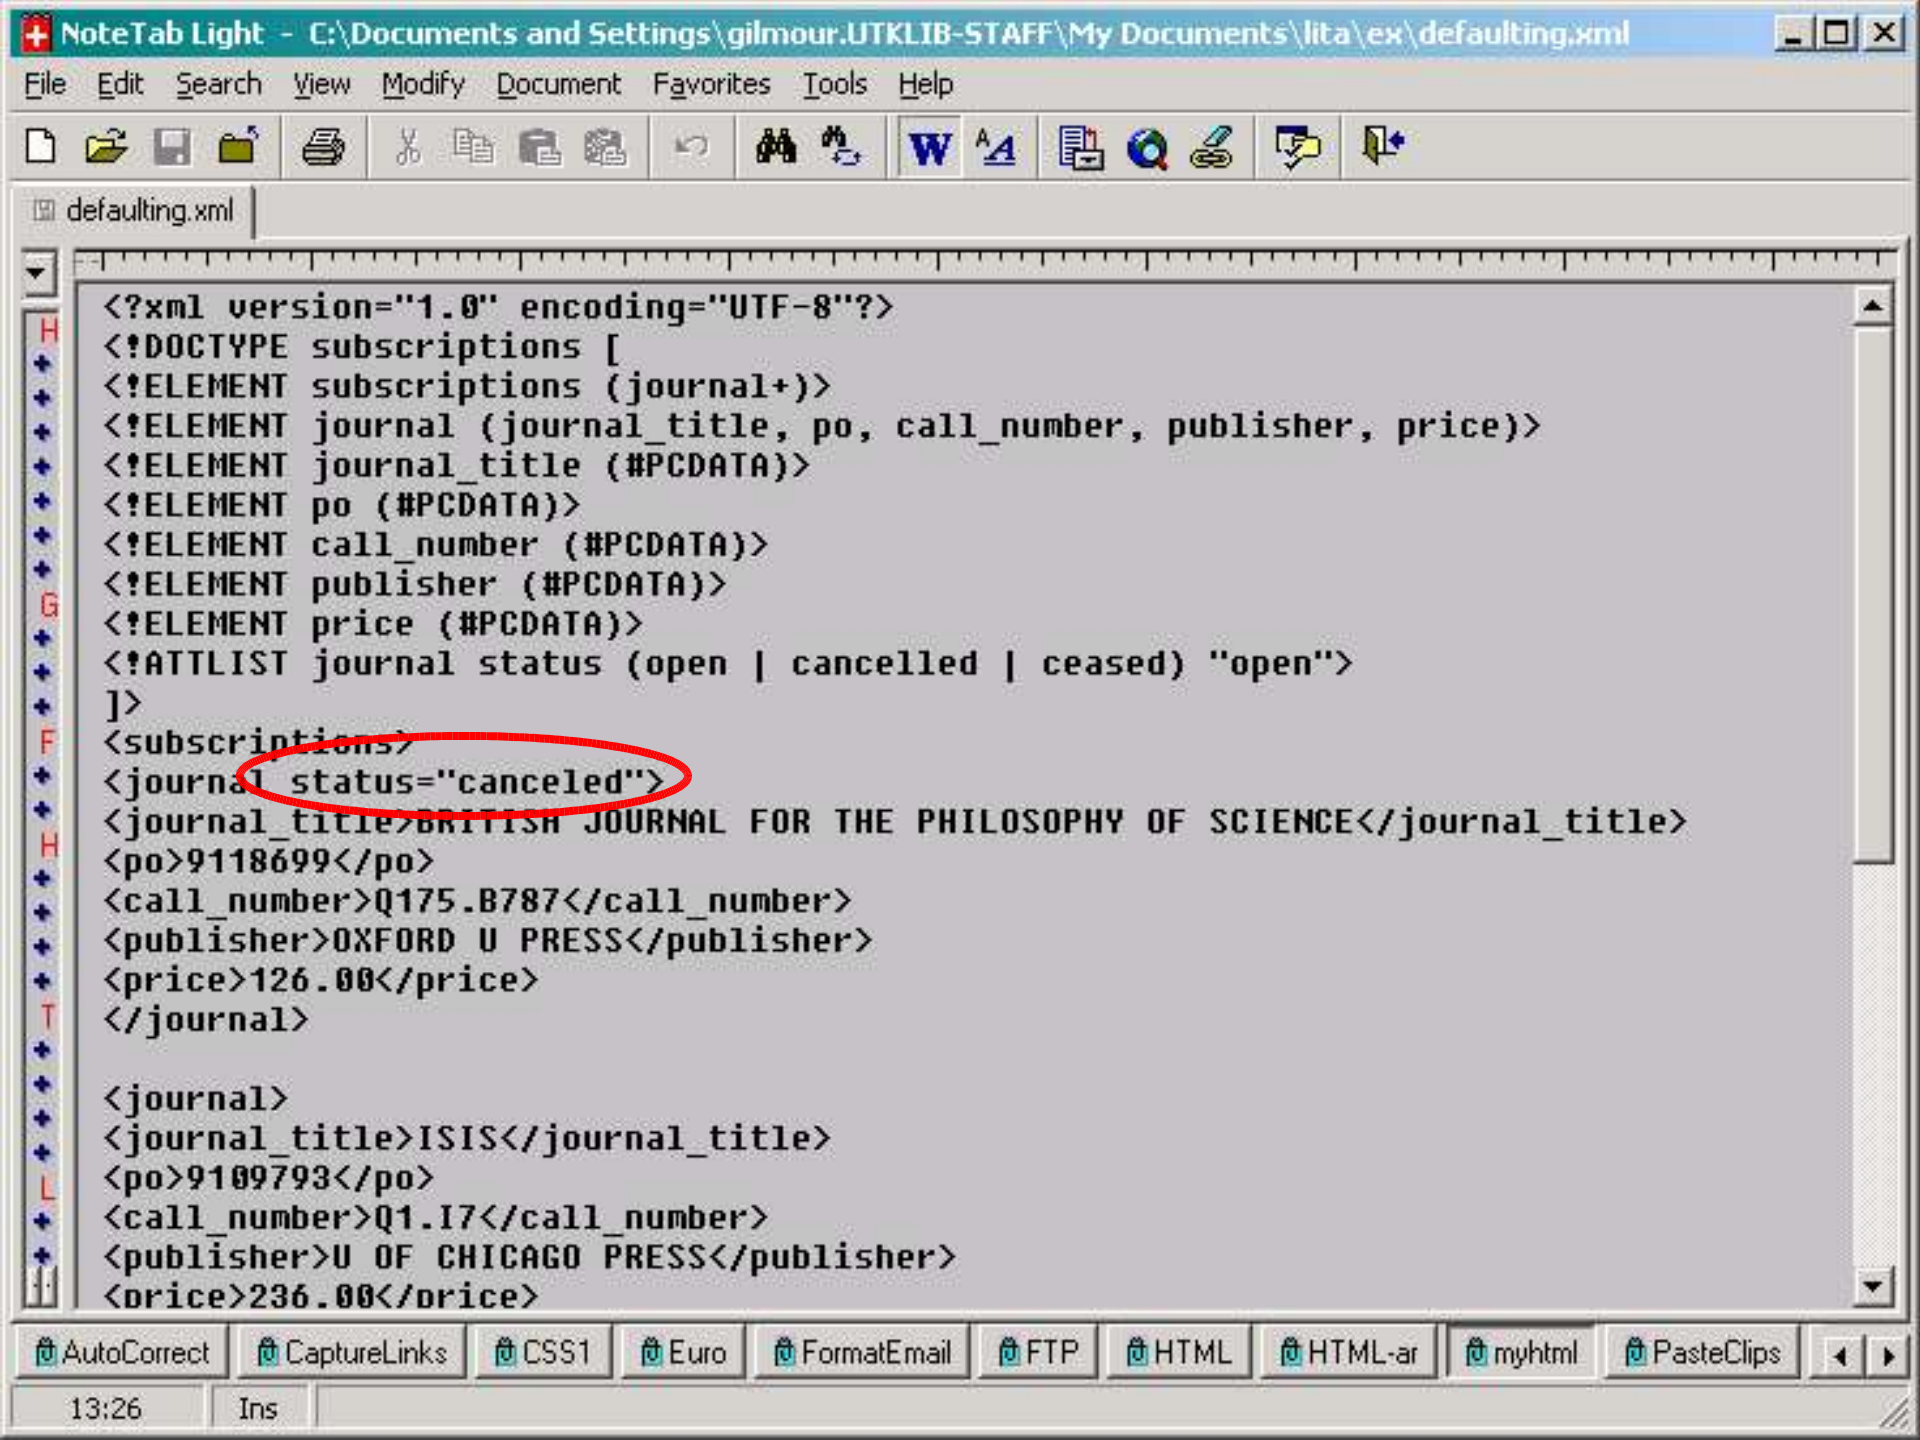 NoteTab Light - C:\Documents and Settings\gilmour.UTKLIB-STAFF\My Documents\lita\ex\defaulting.xml
File Edit Search View Modify Document Favorites Tools Help
defaulting.xml
<?xml version="1.0" encoding="UTF-8"?>
<!DOCTYPE subscriptions [
<!ELEMENT subscriptions (journal+)>
<!ELEMENT journal (journal_title, po, call_number, publisher, price)>
<!ELEMENT journal_title (#PCDATA)>
<!ELEMENT po (#PCDATA)>
<!ELEMENT call_number (#PCDATA)>
<!ELEMENT publisher (#PCDATA)>
<!ELEMENT price (#PCDATA)>
<!ATTLIST journal status (open | cancelled | ceased) "open">
]>
<subscriptions>
<journal status="canceled">
<journal_title>BRITISH JOURNAL FOR THE PHILOSOPHY OF SCIENCE</journal_title>
<po>9118699</po>
<call_number>Q175.B787</call_number>
<publisher>OXFORD U PRESS</publisher>
<price>126.00</price>
</journal>
<journal>
<journal_title>ISIS</journal_title>
<po>9109793</po>
<call_number>Q1.I7</call_number>
<publisher>U OF CHICAGO PRESS</publisher>
<price>236.00</price>
H
G
F
H
T
L
AutoCorrect CaptureLinks CSS1 Euro FormatEmail FTP HTML HTML-ar myhtml PasteClips
13:26 Ins